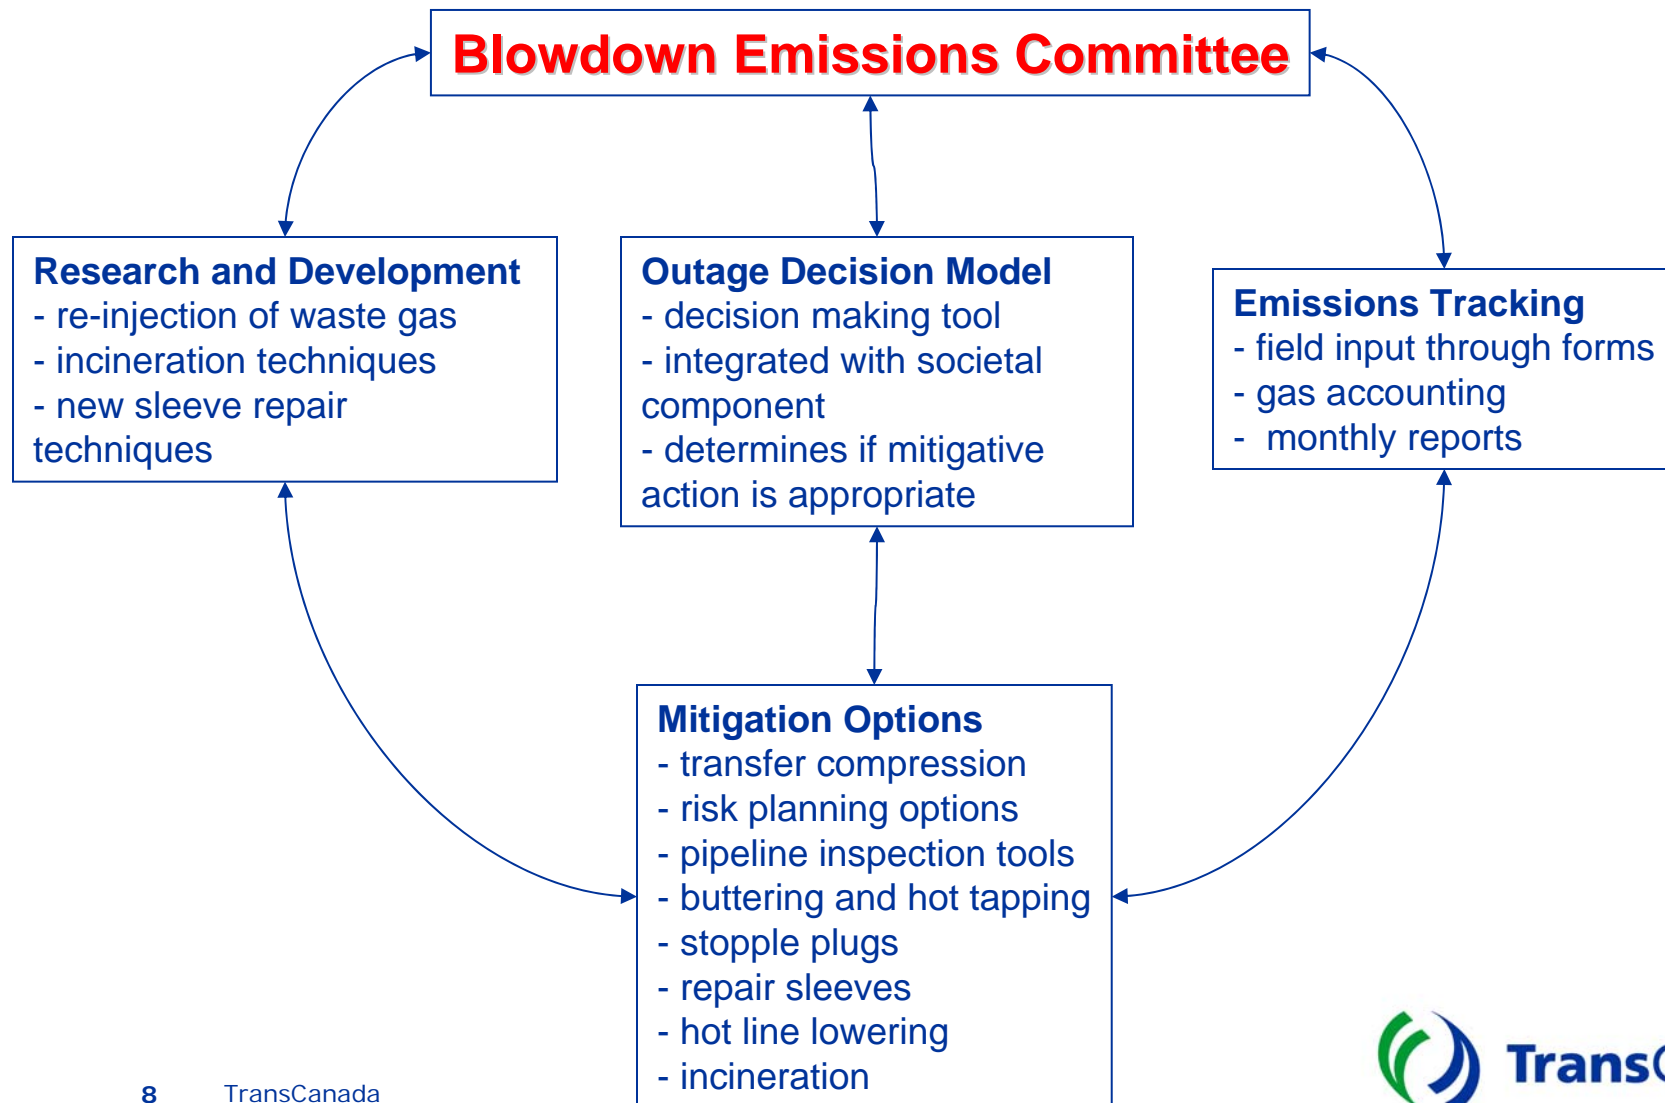 Blowdown Emissions Committee
Research and Development
- re-injection of waste gas
- incineration techniques
- new sleeve repair
techniques
Outage Decision Model
- decision making tool
- integrated with societal
component
- determines if mitigative
action is appropriate
Emissions Tracking
- field input through forms
- gas accounting
- monthly reports
Mitigation Options
- transfer compression
- risk planning options
- pipeline inspection tools
- buttering and hot tapping
- stopple plugs
- repair sleeves
- hot line lowering
- incineration
8 TransCanada
Trans